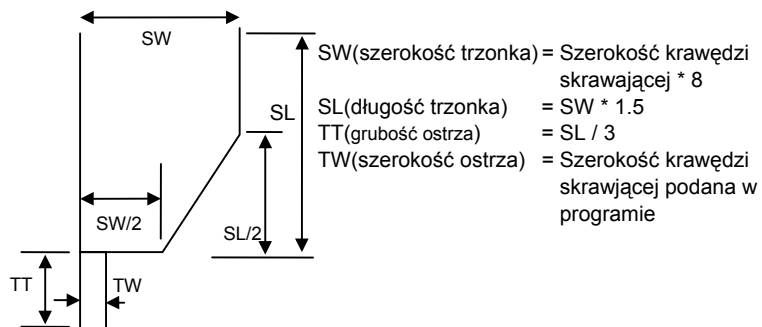 SW
SW(szerokość trzonka) = Szerokość krawędzi
skrawającej * 8
SL
SL(długość trzonka) = SW * 1.5
TT(grubość ostrza) = SL / 3
TW(szerokość ostrza) = Szerokość krawędzi
skrawjącej podana w
programie
SW/2
SL/2
TT
TW